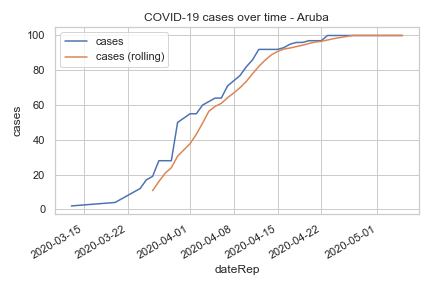 COVID-19 cases over time - Aruba
cases
cases (rolling)
100
80
60
40
20
0
cases
2020-03-15
2020-03-22
2020-04-01
2020-04-08
2020-04-15
2020-04-22
2020-05-01
dateRep